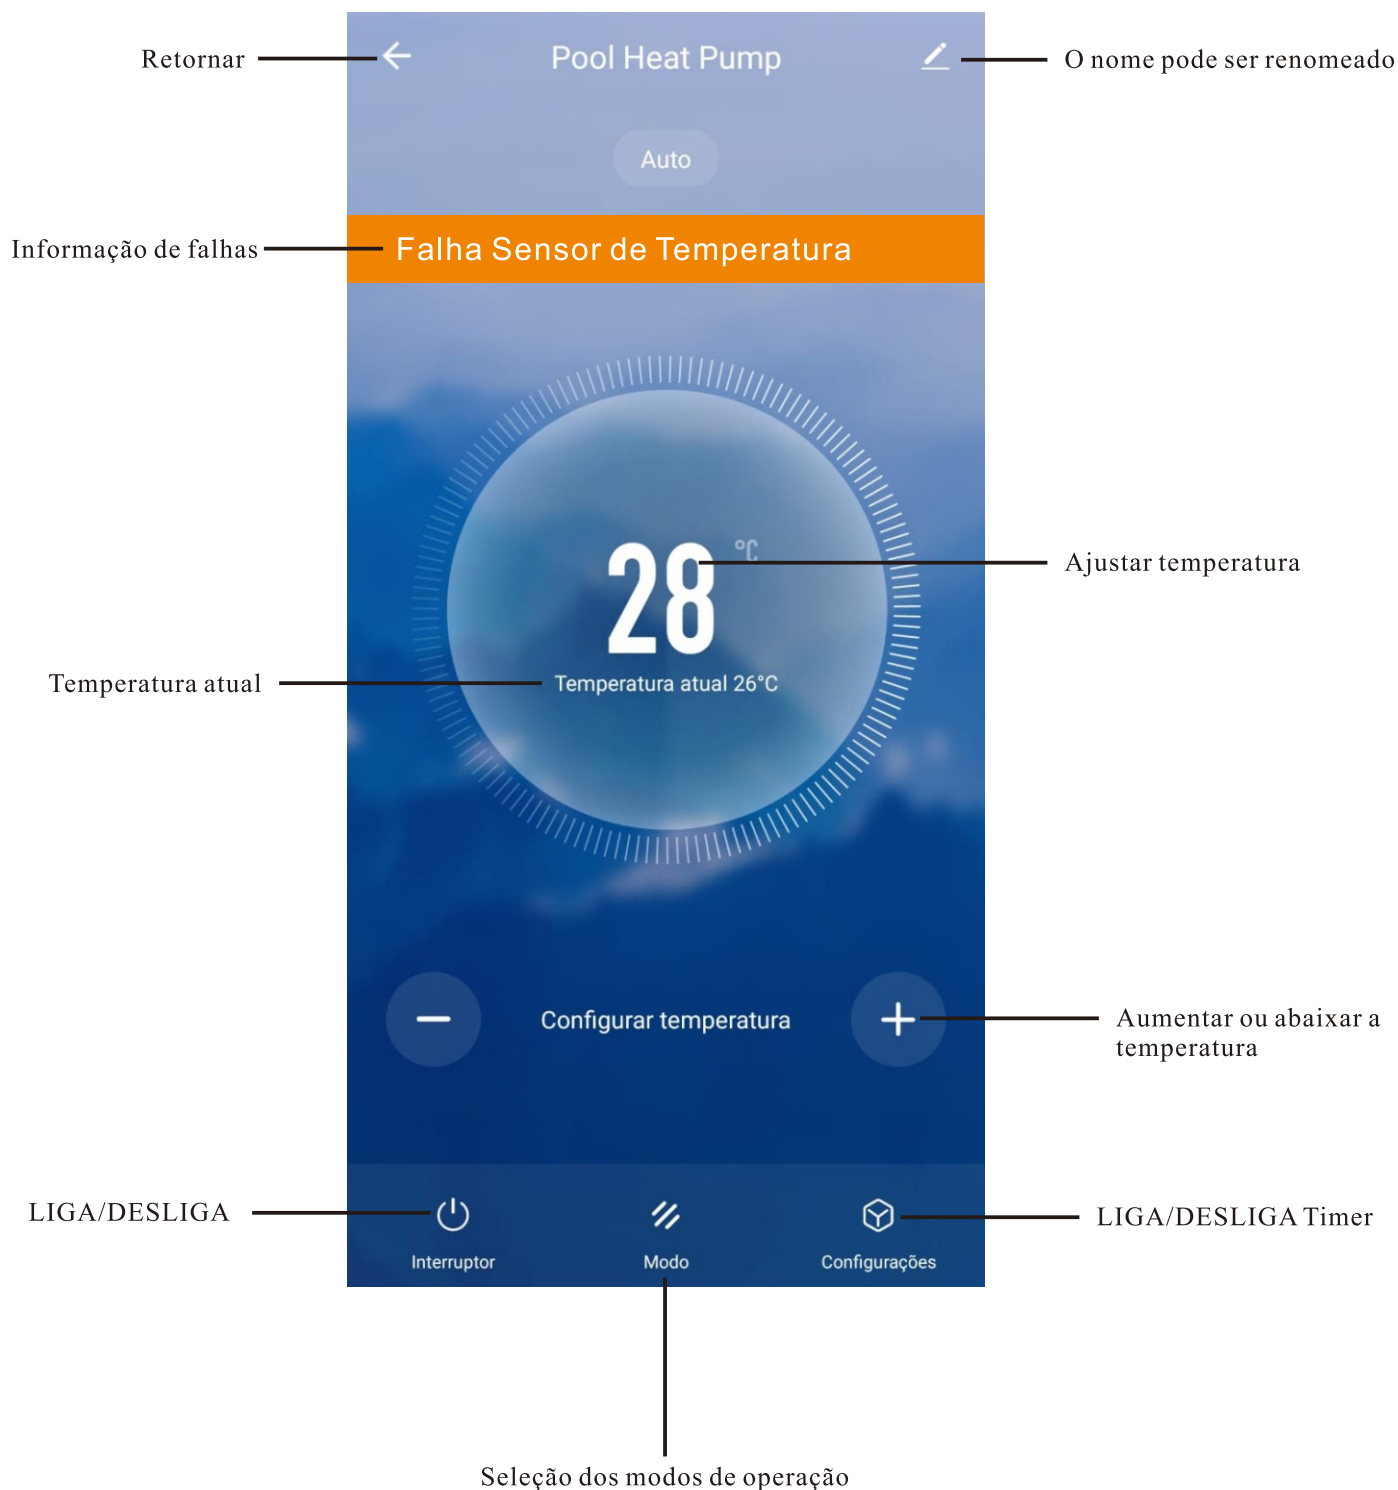 Retornar
Pool Heat Pump
O nome pode ser renomeado
Auto
Informação de falhas
Falha Sensor de Temperatura
28 °C
Ajustar temperatura
Temperatura atual
Temperatura atual 26°C
Configurar temperatura
Aumentar ou abaixar a
temperatura
LIGA/DESLIGA
LIGA/DESLIGA Timer
Interruptor
Modo
Configurações
Seleção dos modos de operação